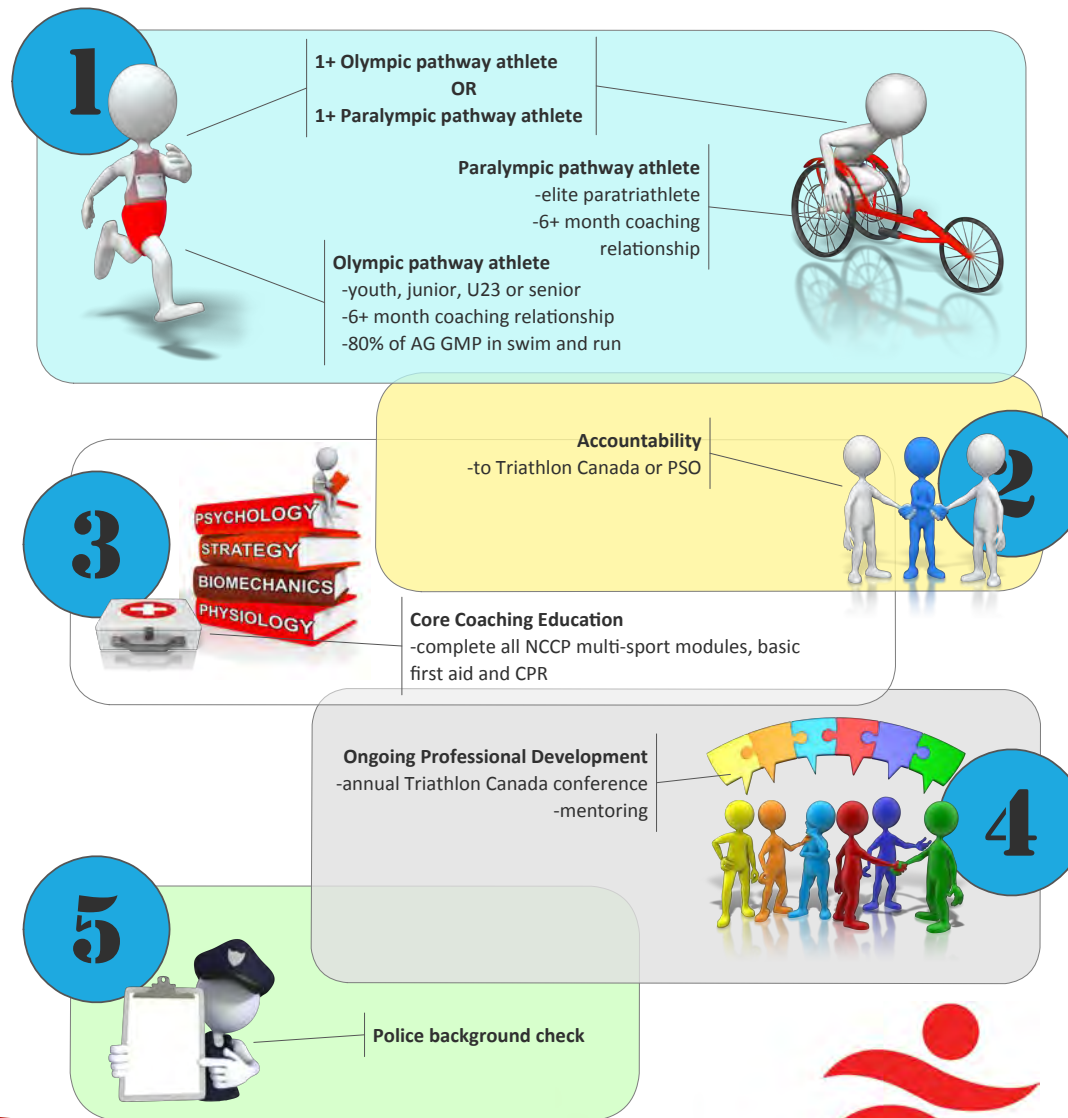 1
1+ Olympic pathway athlete
OR
1+ Paralympic pathway athlete
Paralympic pathway athlete
-elite paratriathlete
-6+ month coaching
relationship
Olympic pathway athlete
-youth, junior, U23 or senior
-6+ month coaching relationship
-80% of AG GMP in swim and run
2
Accountability
-to Triathlon Canada or PSO
3
PSYCHOLOGY
STRATEGY
BIOMECHANICS
PHYSIOLOGY
Core Coaching Education
-complete all NCCP multi-sport modules, basic
first aid and CPR
4
Ongoing Professional Development
-annual Triathlon Canada conference
-mentoring
5
Police background check